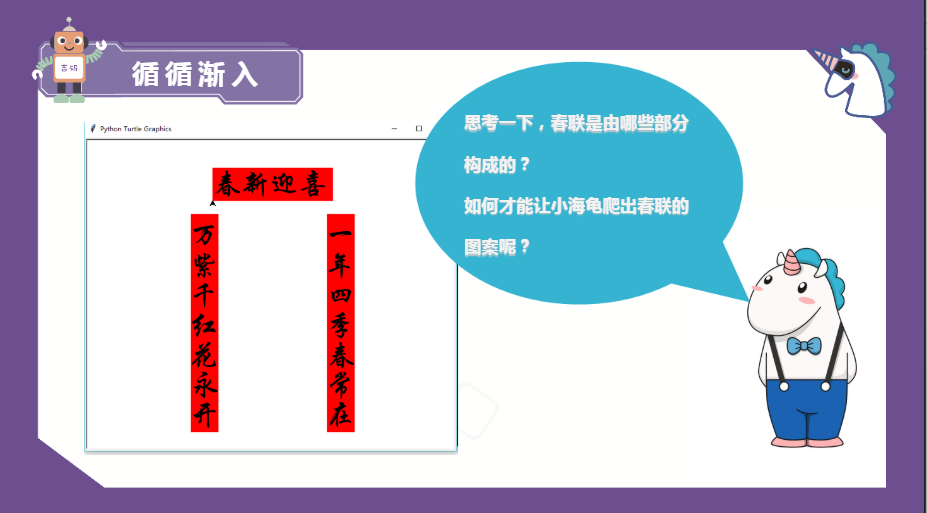 吉明
循循渐入
Python Turtle Graphics
春新迎喜
万紫千红花永开
一年四季春常在
思考一下，春联是由哪些部分
构成的？
如何才能让小海龟爬出春联的
图案呢？